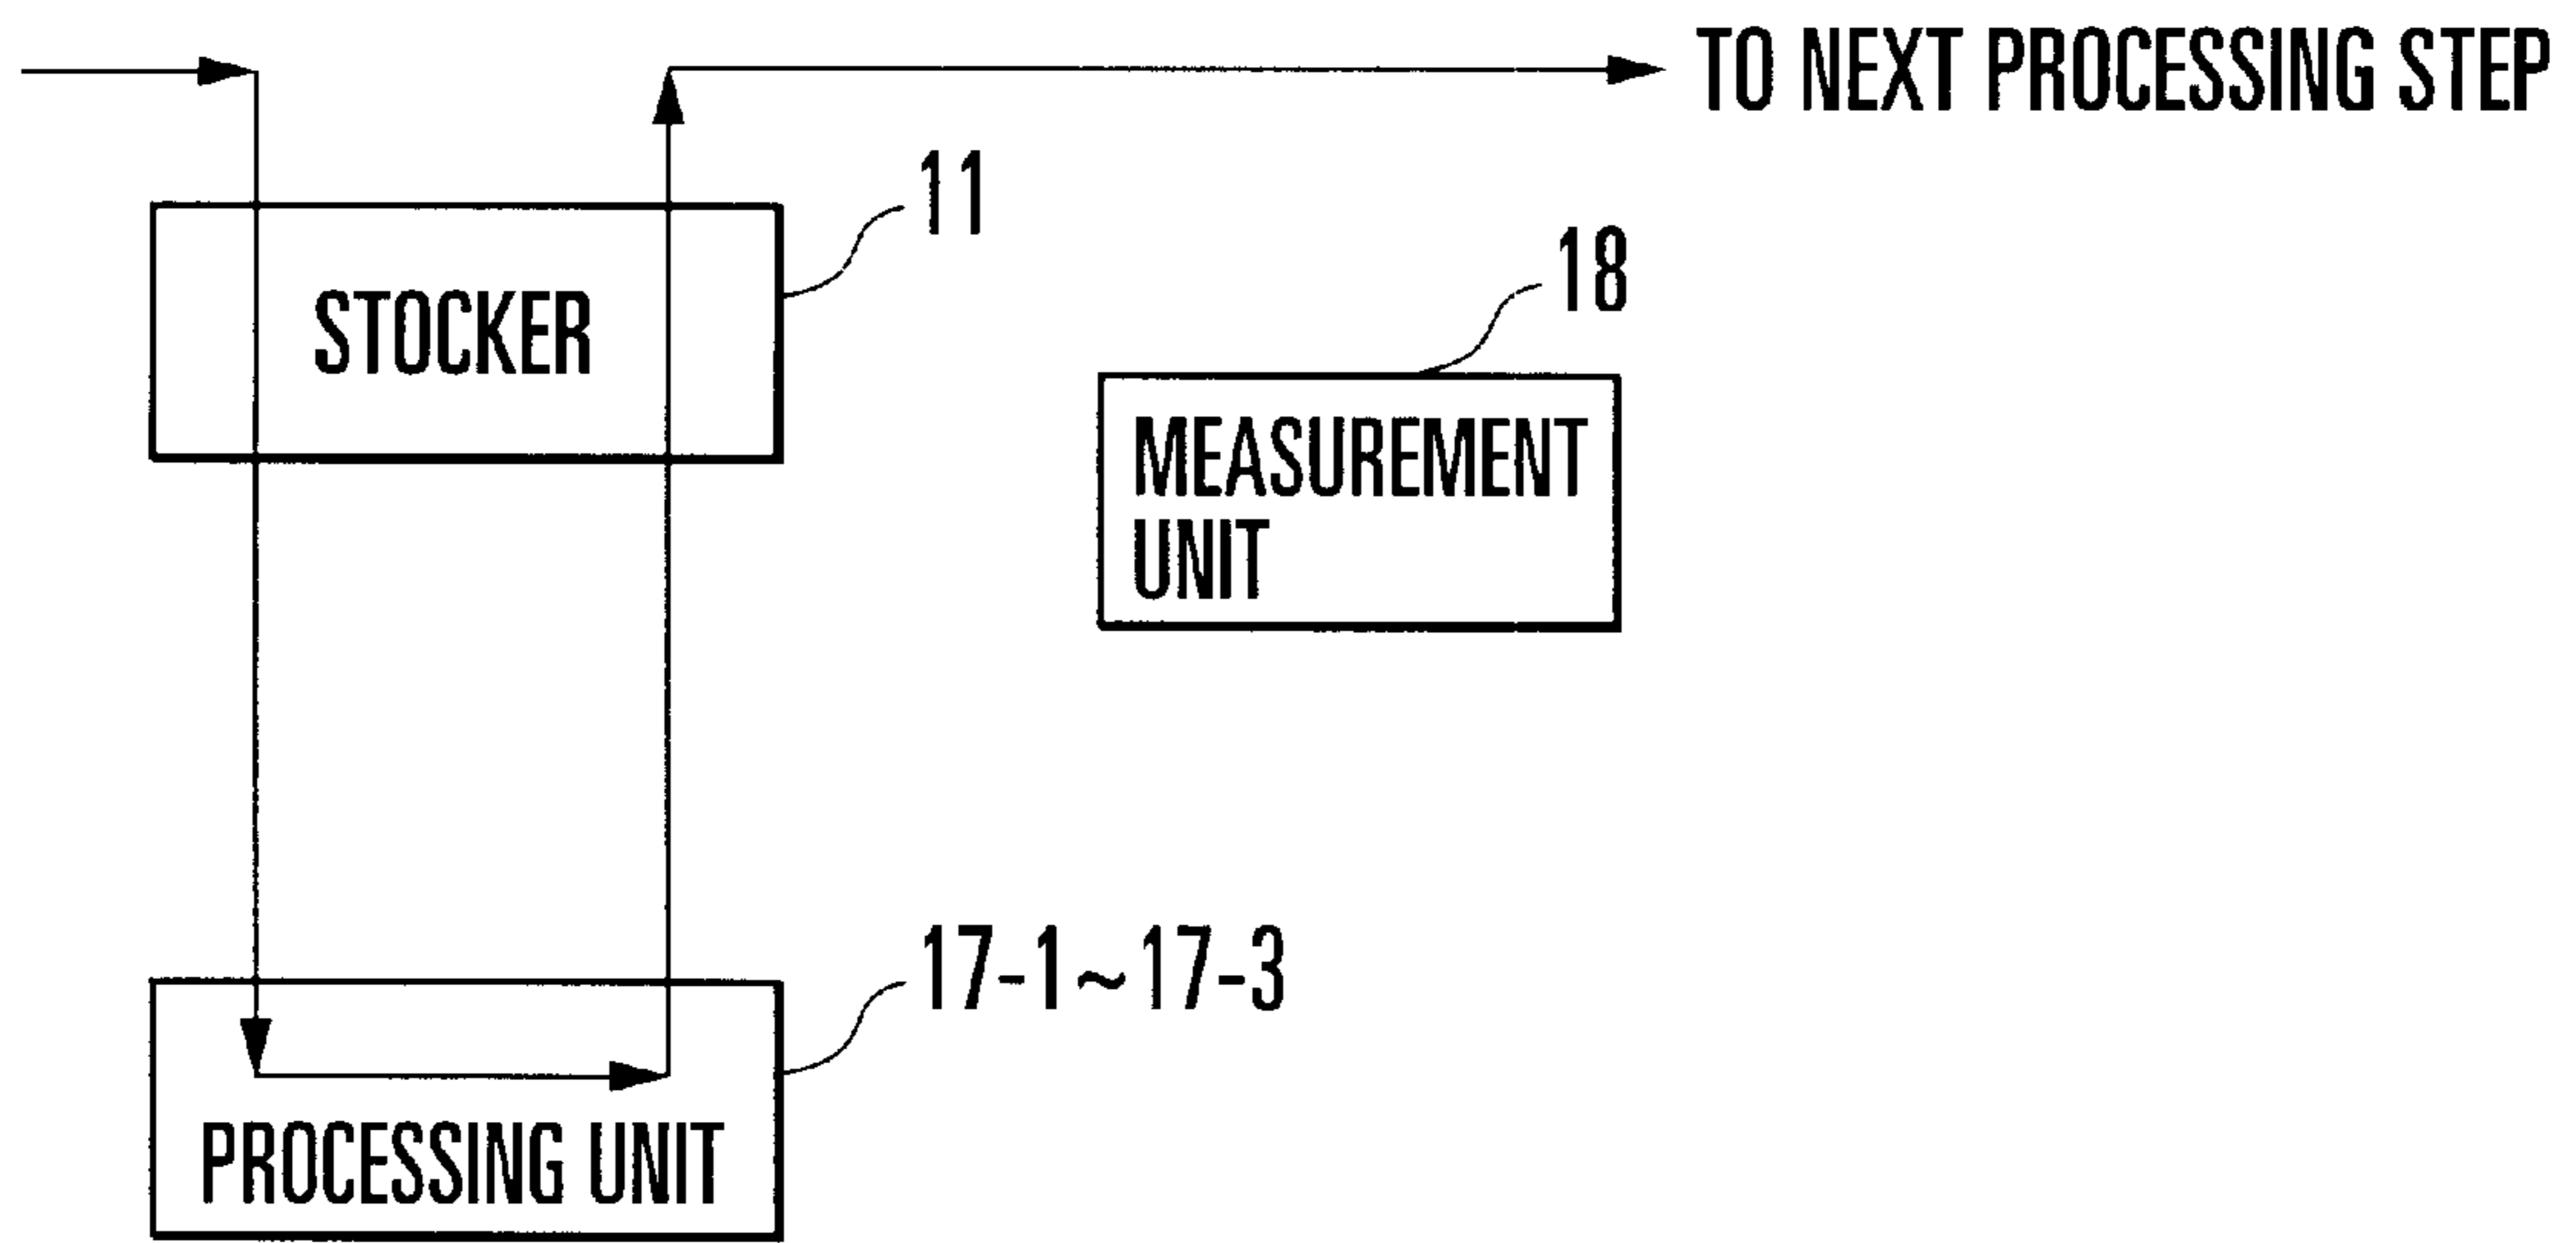 TO NEXT PROCESSING STEP
11
STOCKER
18
MEASUREMENT
UNIT
17-1~17-3
PROCESSING UNIT